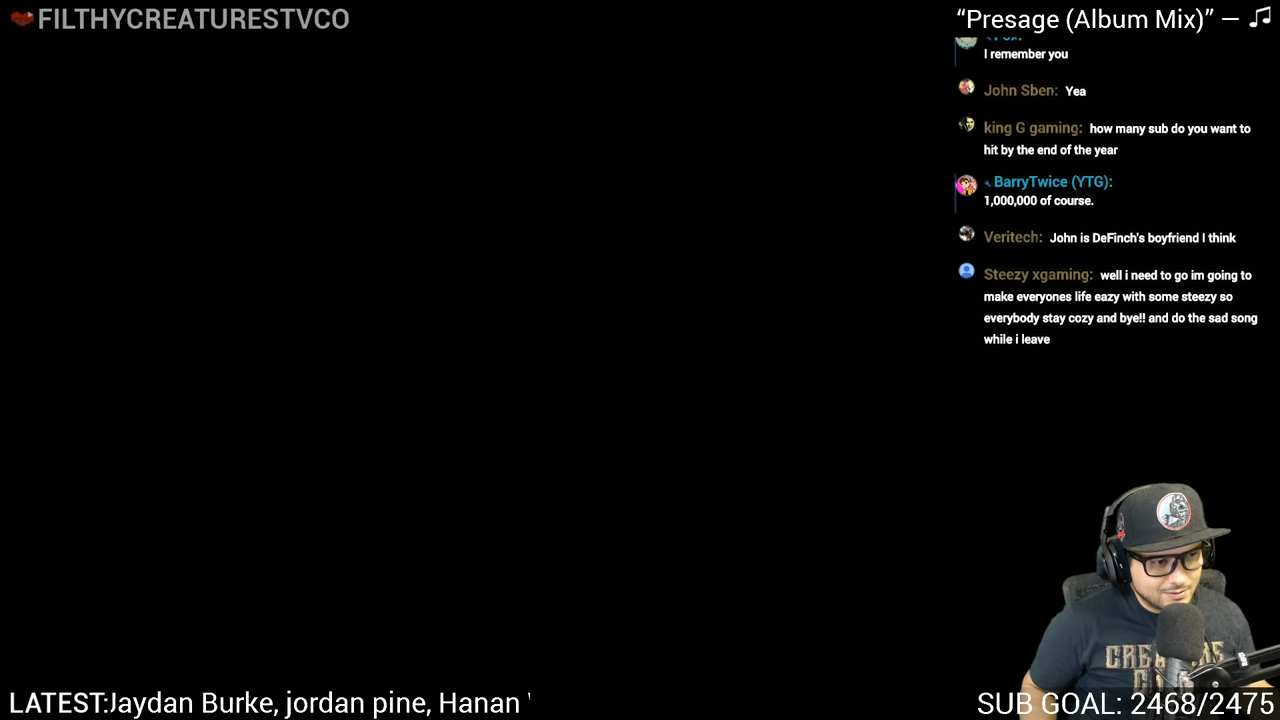 FILTHYCREATURESTVCO
“Presage (Album Mix)” –
I remember you
John Sben: Yea
king G gaming: how many sub do you want to
hit by the end of the year
BarryTwice (YTG):
1,000,000 of course.
Veritech: John is DeFinch's boyfriend I think
Steezy xgaming: well i need to go im going to
make everyones life eazy with some steezy so
everybody stay cozy and bye!! and do the sad song
while i leave
LATEST: Jaydan Burke, jordan pine, Hanan
SUB GOAL: 2468/2475